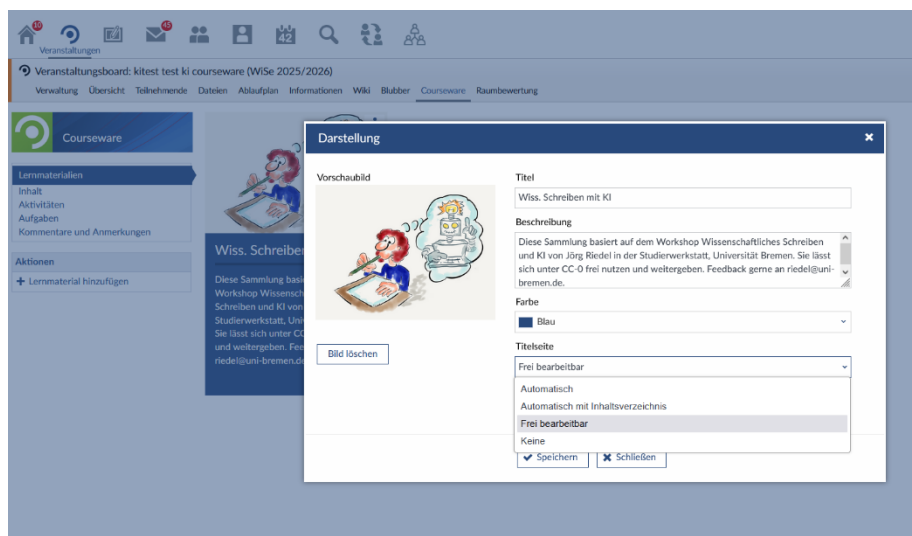 10
45
42
Veranstaltungen
Veranstaltungsboard: kitest test ki courseware (WiSe 2025/2026)
Verwaltung Übersicht Teilnehmende Dateien Ablaufplan Informationen Wiki Blubber Courseware Raumbewertung
Courseware
Lernmaterialien
Inhalt
Aktivitäten
Aufgaben
Kommentare und Anmerkungen
Aktionen
Lernmaterial hinzufügen
Wiss. Schreiben
Diese Sammlung basi
Workshop Wissensch
Schreiben und KI von
Studierwerkstatt, Uni
Sie lässt sich unter CC
und weitergeben. Fee
riedel@uni-bremen.de
Darstellung
Vorschaubild
Bild löschen
Titel
Wiss. Schreiben mit KI
Beschreibung
Diese Sammlung basiert auf dem Workshop Wissenschaftliches Schreiben
und KI von Jörg Riedel in der Studierwerkstatt, Universität Bremen. Sie lässt
sich unter CC-0 frei nutzen und weitergeben. Feedback gerne an riedel@uni-
bremen.de.
Farbe
Blau
Titelseite
Frei bearbeitbar
Automatisch
Automatisch mit Inhaltsverzeichnis
Frei bearbeitbar
Keine
Speichern
Schließen